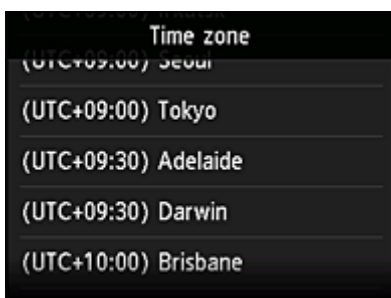 Time zone
(UTC+09:00) Seoul
(UTC+09:00) Tokyo
(UTC+09:30) Adelaide
(UTC+09:30) Darwin
(UTC+10:00) Brisbane